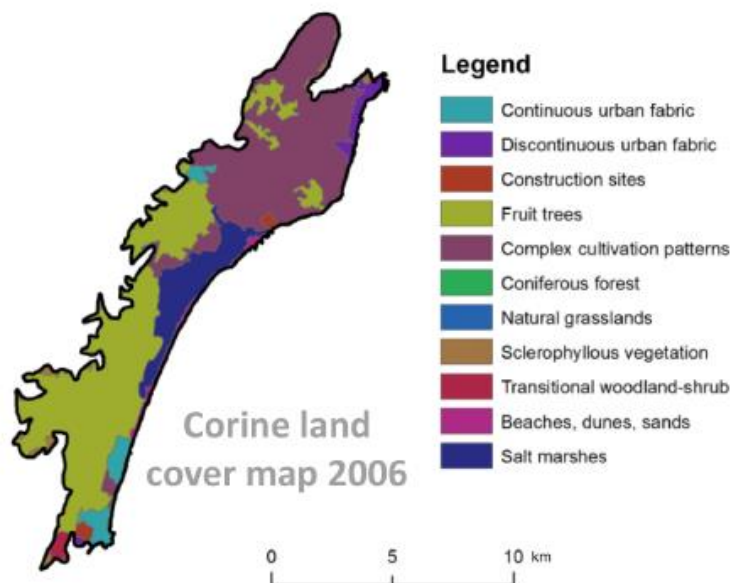 Legend
Continuous urban fabric
Discontinuous urban fabric
Construction sites
Fruit trees
Complex cultivation patterns
Coniferous forest
Natural grasslands
Sclerophyllous vegetation
Transitional woodland-shrub
Beaches, dunes, sands
Salt marshes
Corine land
cover map 2006
0 5 10 km